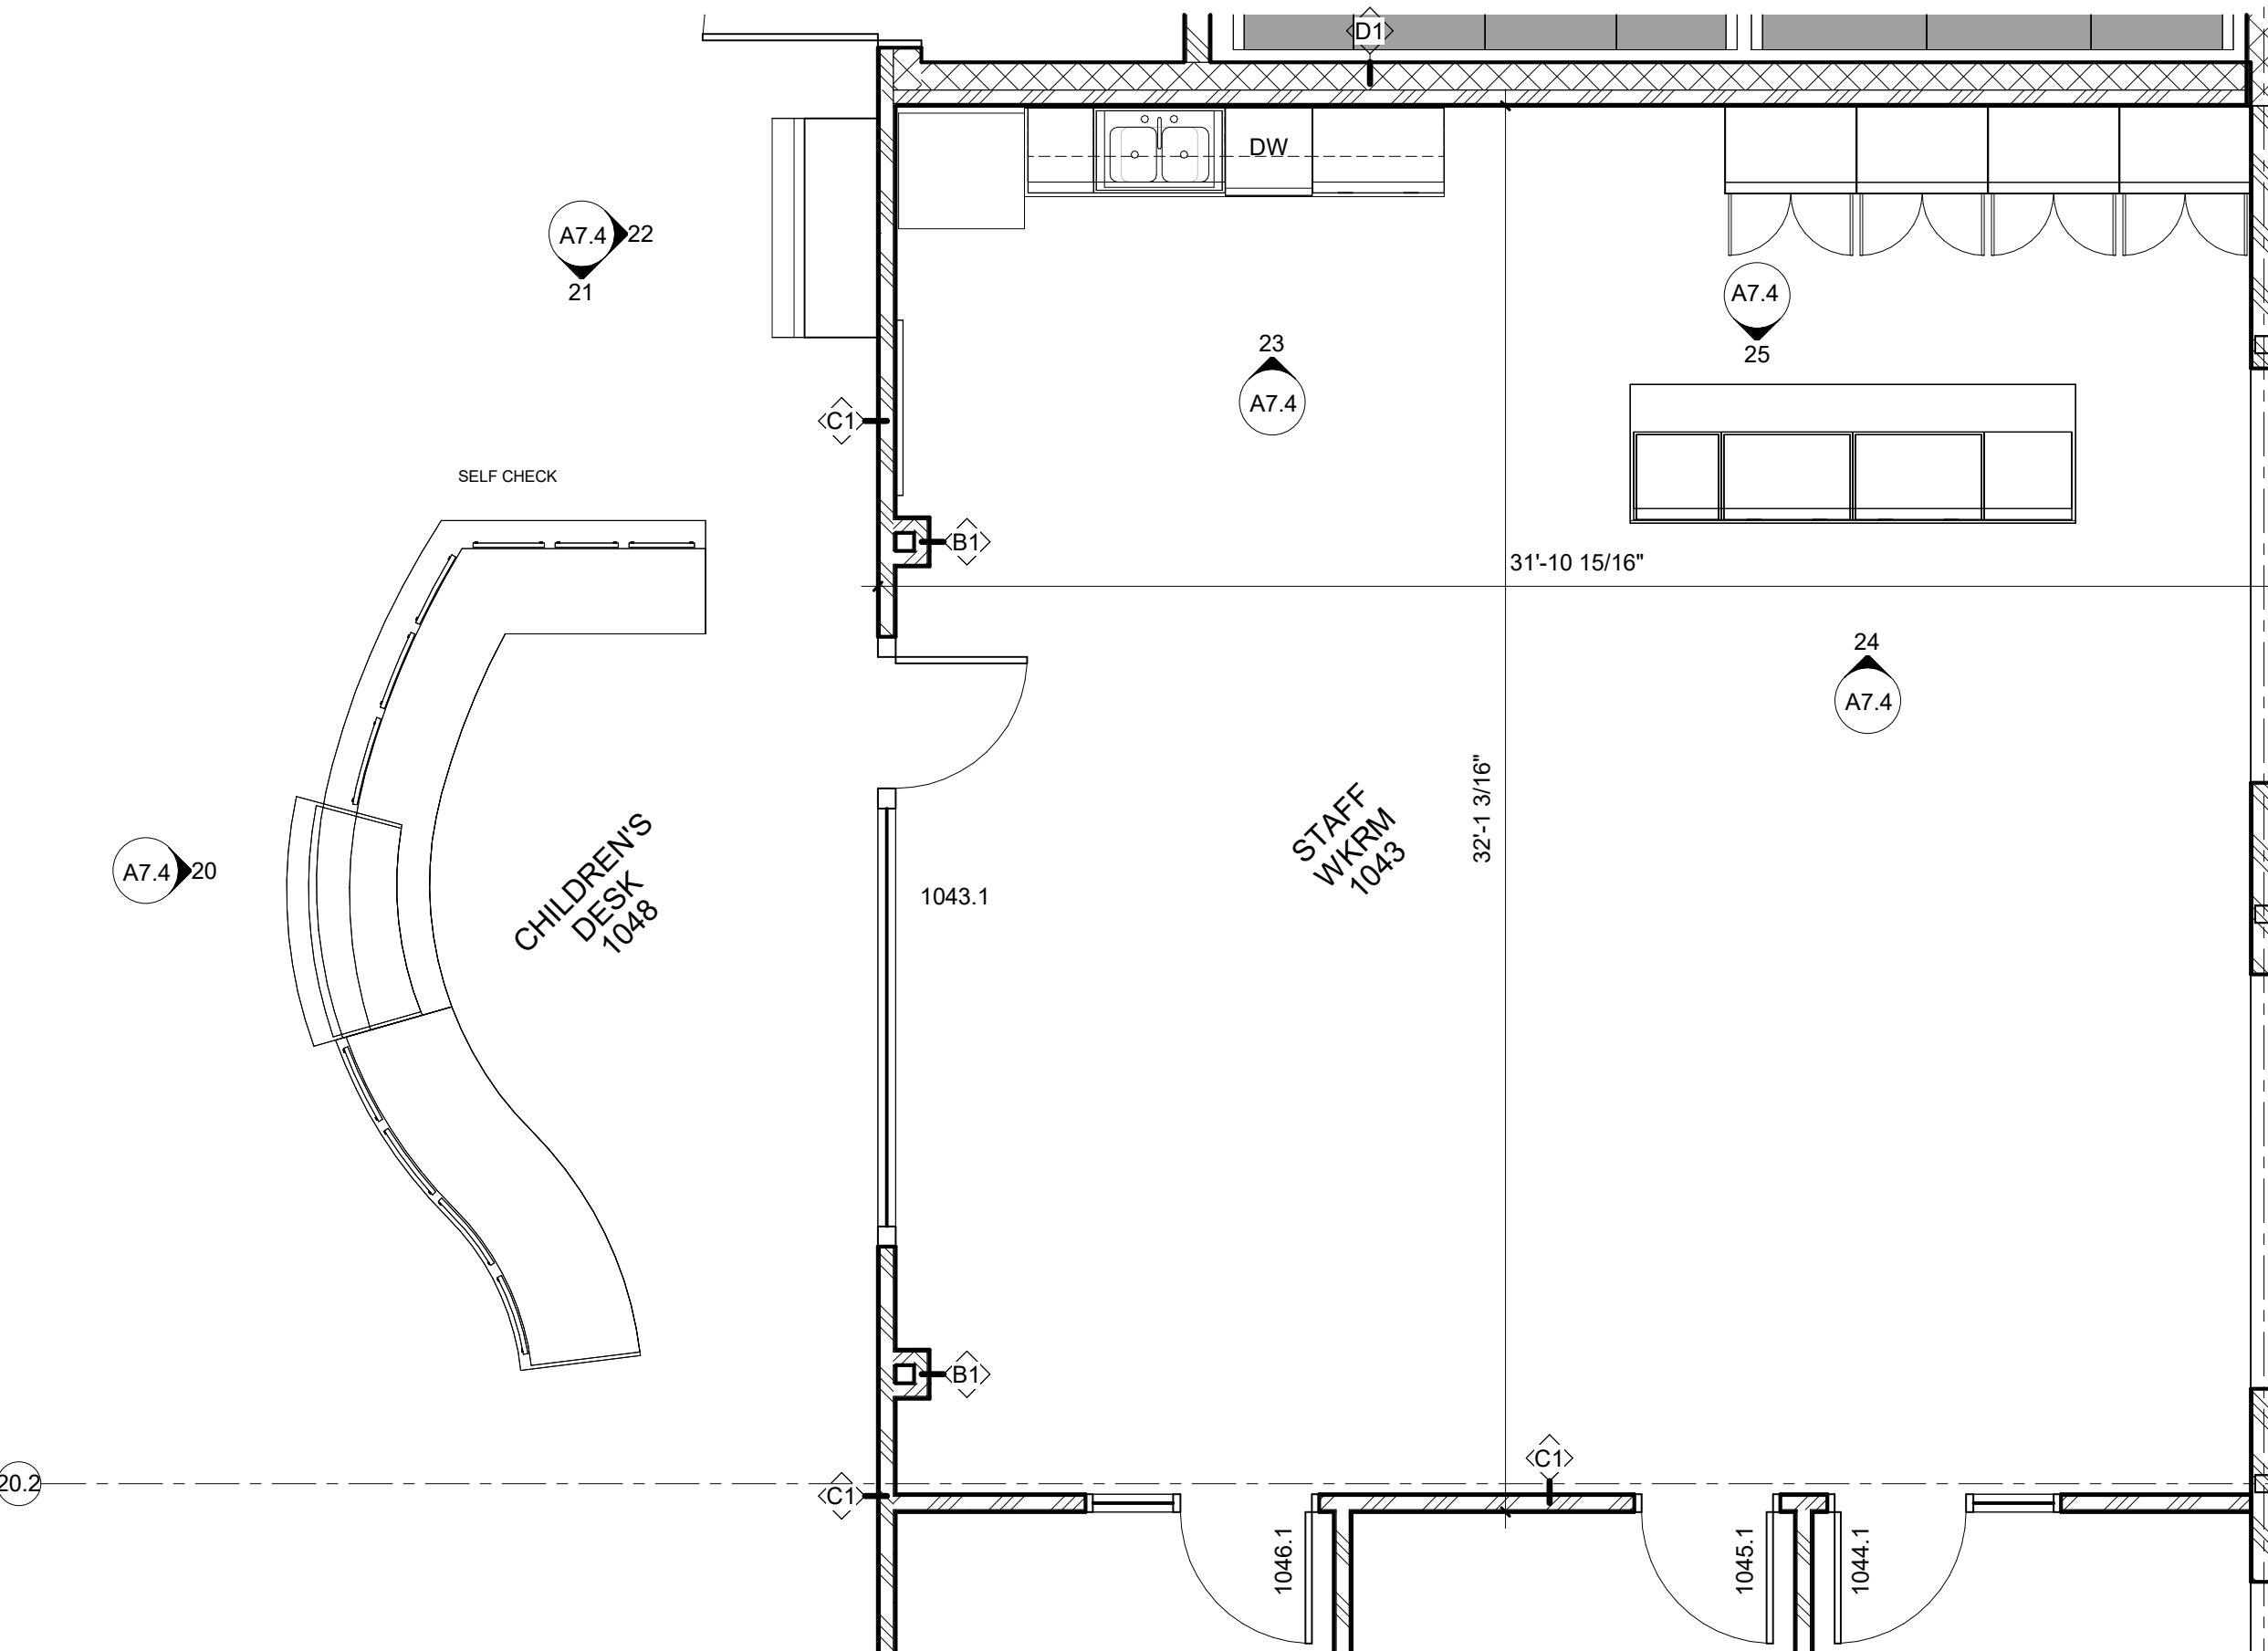 D1
DW
A7.4
22
21
A7.4
25
23
A7.4
C1
SELF CHECK
B1
31'-10 15/16"
24
A7.4
32'-1 3/16"
STAFF
WKRM
1043
CHILDREN'S
DESK
1048
A7.4
20
1043.1
B1
C1
20.2
C1
1046.1
1045.1
1044.1